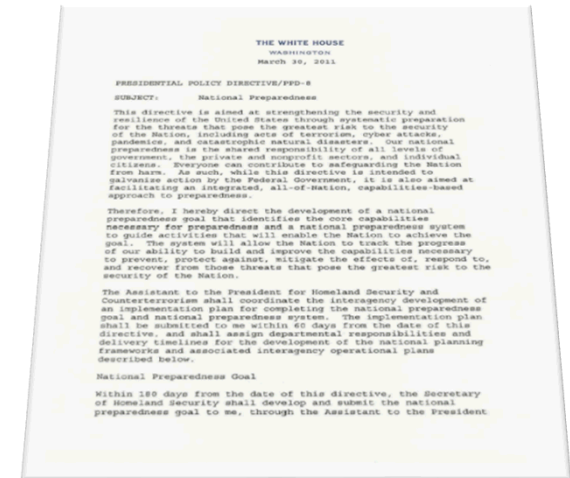 THE WHITE HOUSE
WASHINGTON
March 30, 2011
PRESIDENTIAL POLICY DIRECTIVE/PPD-8
SUBJECT: National Preparedness
This directive is aimed at strengthening the security and
resilience of the United States through systematic preparation
for the threats that pose the greatest risk to the security
of the Nation, including acts of terrorism, cyber attacks,
pandemics, and catastrophic natural disasters. Our national
preparedness is the shared responsibility of all levels of
government, the private and nonprofit sectors, and individual
citizens. Everyone can contribute to safeguarding the Nation
from harm. As such, while this directive is intended to
galvanize action by the Federal Government, it is also aimed at
facilitating an integrated, all-of-Nation, capabilities-based
approach to preparedness.
Therefore, I hereby direct the development of a national
preparedness goal that identifies the core capabilities
necessary for preparedness and a national preparedness system
to guide activities that will enable the Nation to achieve the
goal. The system will allow the Nation to track the progress
of our ability to build and improve the capabilities necessary
to prevent, protect against, mitigate the effects of, respond to,
and recover from those threats that pose the greatest risk to the
security of the Nation.
The Assistant to the President for Homeland Security and
Counterterrorism shall coordinate the interagency development of
an implementation plan for completing the national preparedness
goal and national preparedness system. The implementation plan
shall be submitted to me within 60 days from the date of this
directive, and shall assign departmental responsibilities and
delivery timelines for the development of the national planning
frameworks and associated interagency operational plans
described below.
National Preparedness Goal
Within 180 days from the date of this directive, the Secretary
of Homeland Security shall develop and submit the national
preparedness goal to me, through the Assistant to the President